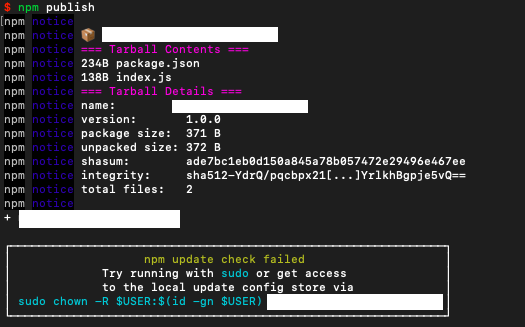 $ npm publish
npm notice
npm notice 📦
npm notice === Tarball Contents ===
npm notice 234B package.json
npm notice 138B index.js
npm notice === Tarball Details ===
npm notice name:
npm notice version: 1.0.0
npm notice package size: 371 B
npm notice unpacked size: 372 B
npm notice shasum: ade7bc1eb0d150a845a78b057472e29496e467ee
npm notice integrity: sha512-YdrQ/pqcbpx21[...]YrlkhBgpje5vQ==
npm notice total files: 2
npm notice
+
npm update check failed
Try running with sudo or get access
to the local update config store via
sudo chown -R $USER:$(id -gn $USER)